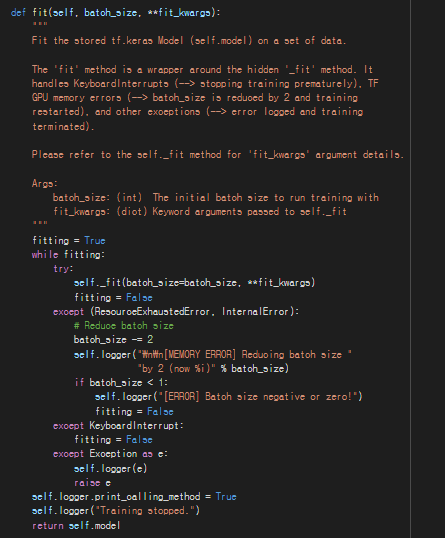 def fit(self, batch_size, **fit_kwargs):
    """
    Fit the stored tf.keras Model (self.model) on a set of data.

    The 'fit' method is a wrapper around the hidden '_fit' method. It
    handles KeyboardInterrupts (--> stopping training prematurely), TF
    GPU memory errors (--> batch_size is reduced by 2 and training
    restarted), and other exceptions (--> error logged and training
    terminated).

    Please refer to the self._fit method for 'fit_kwargs' argument details.

    Args:
        batch_size: (int)  The initial batch size to run training with
        fit_kwargs: (dict) Keyword arguments passed to self._fit
    """
    fitting = True
    while fitting:
        try:
            self._fit(batch_size=batch_size, **fit_kwargs)
            fitting = False
        except (ResourceExhaustedError, InternalError):
            # Reduce batch size
            batch_size -= 2
            self.logger("₩n₩n[MEMORY ERROR] Reducing batch size "
                        "by 2 (now %i)" % batch_size)
            if batch_size < 1:
                self.logger("[ERROR] Batch size negative or zero!")
                fitting = False
        except KeyboardInterrupt:
            fitting = False
        except Exception as e:
            self.logger(e)
            raise e
    self.logger.print_calling_method = True
    self.logger("Training stopped.")
    return self.model